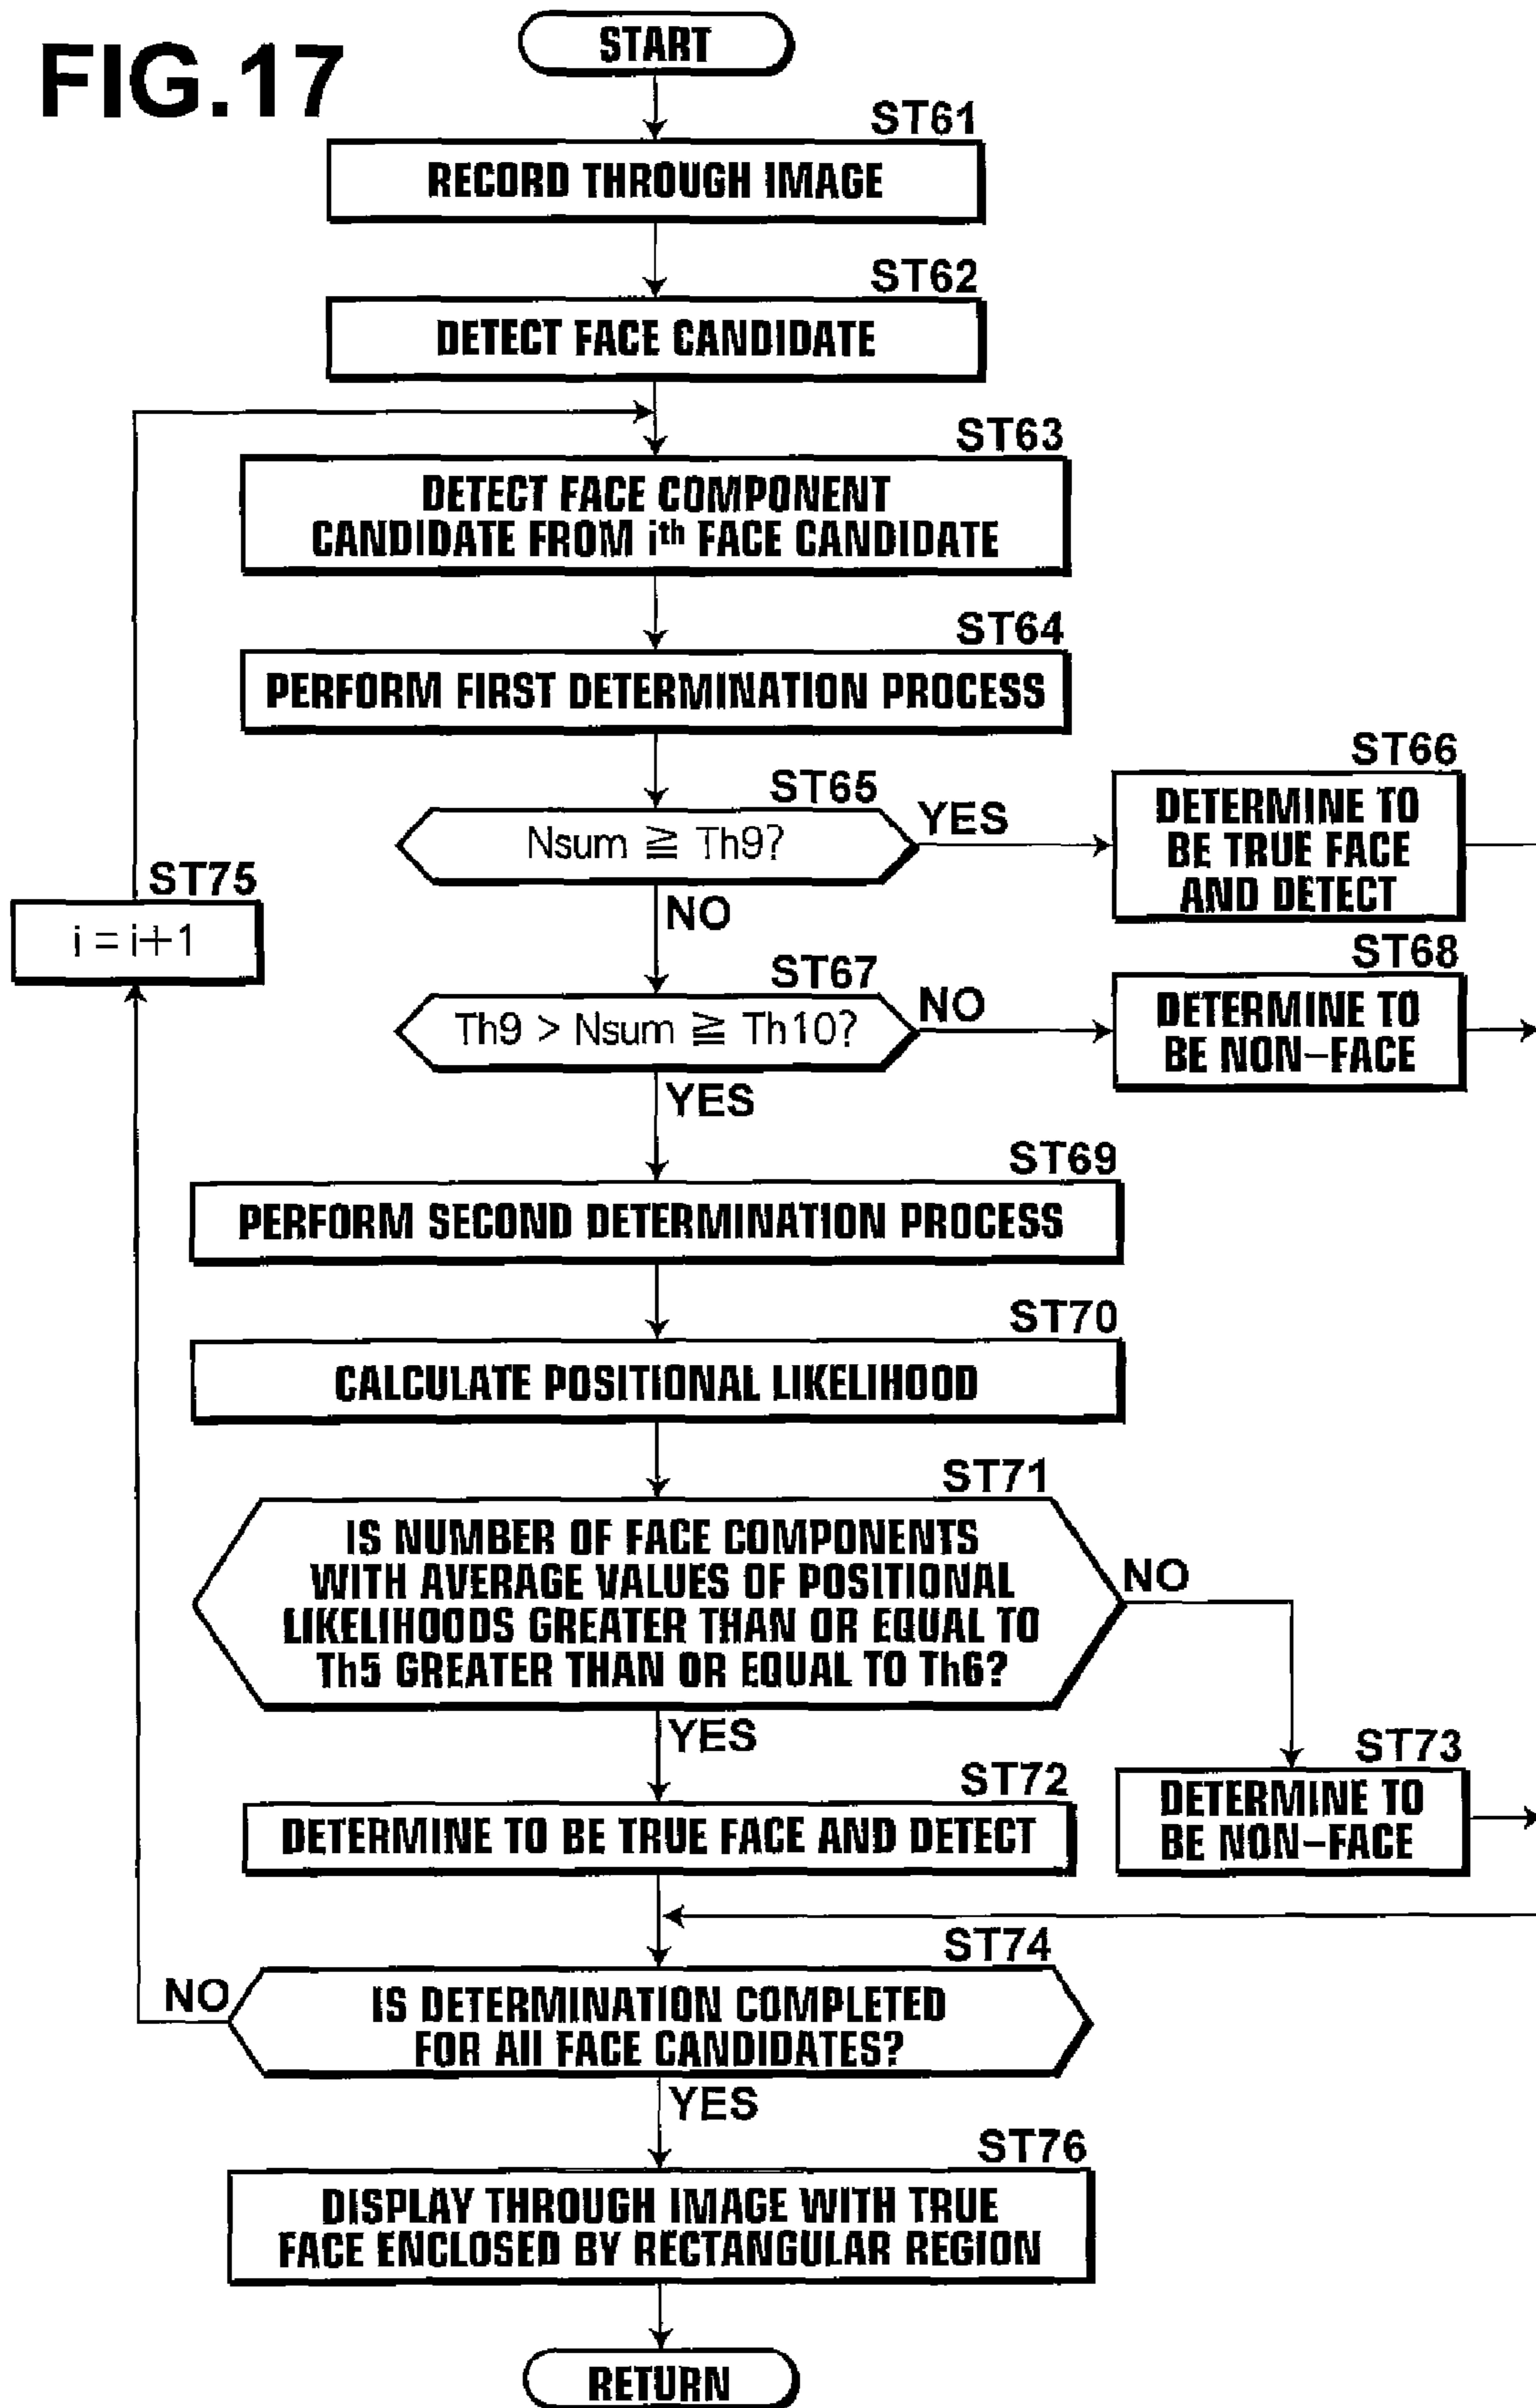 FIG.17
START
ST61
RECORD THROUGH IMAGE
ST62
DETECT FACE CANDIDATE
ST63
DETECT FACE COMPONENT
CANDIDATE FROM ith FACE CANDIDATE
ST64
PERFORM FIRST DETERMINATION PROCESS
ST65
Nsum ≧ Th9?
YES
ST66
DETERMINE TO
BE TRUE FACE
AND DETECT
NO
ST75
i = i+1
ST67
Th9 > Nsum ≧ Th10?
NO
ST68
DETERMINE TO
BE NON-FACE
YES
ST69
PERFORM SECOND DETERMINATION PROCESS
ST70
CALCULATE POSITIONAL LIKELIHOOD
ST71
IS NUMBER OF FACE COMPONENTS
WITH AVERAGE VALUES OF POSITIONAL
LIKELIHOODS GREATER THAN OR EQUAL TO
Th5 GREATER THAN OR EQUAL TO Th6?
NO
YES
ST72
DETERMINE TO BE TRUE FACE AND DETECT
ST73
DETERMINE TO
BE NON-FACE
ST74
IS DETERMINATION COMPLETED
FOR All FACE CANDIDATES?
NO
YES
ST76
DISPLAY THROUGH IMAGE WITH TRUE
FACE ENCLOSED BY RECTANGULAR REGION
RETURN